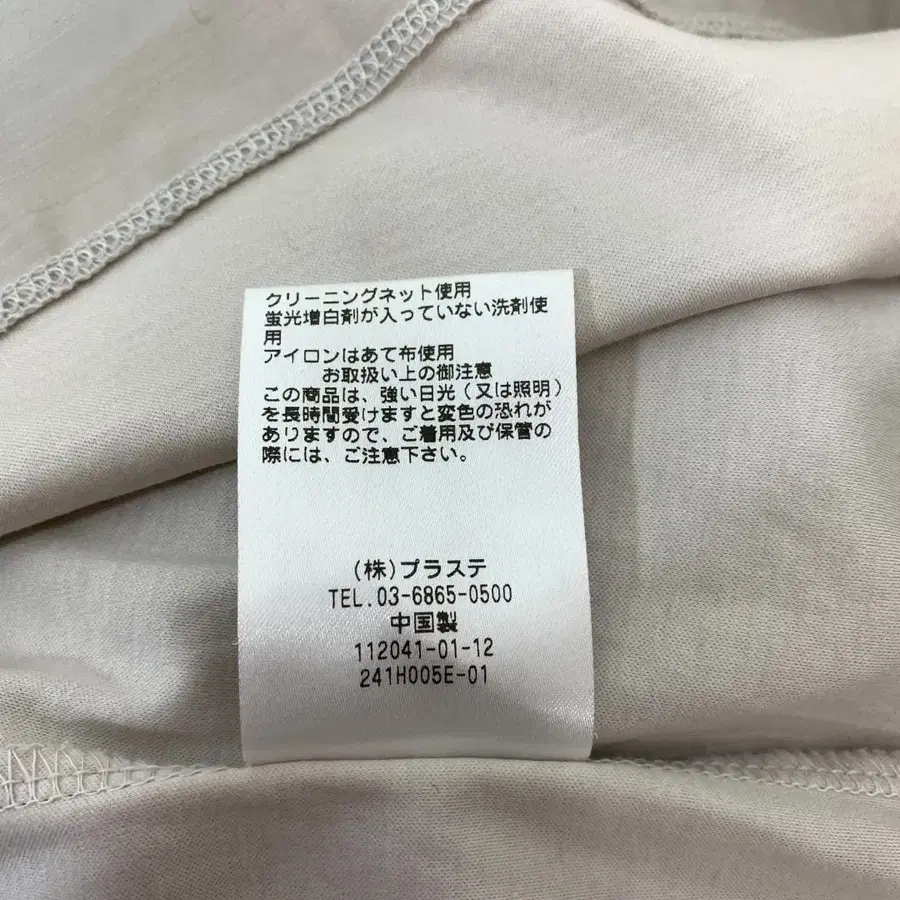 クリーニングネット使用
蛍光増白剤が入っていない洗剤使
用
アイロンはあて布使用
お取扱い上の御注意
この商品は、強い日光(又は照明)
を長時間受けますと変色の恐れが
ありますので、ご着用及び保管の
際には、ご注意下さい。
(株)プラステ
TEL.03-6865-0500
中国製
112041-01-12
241H005E-01